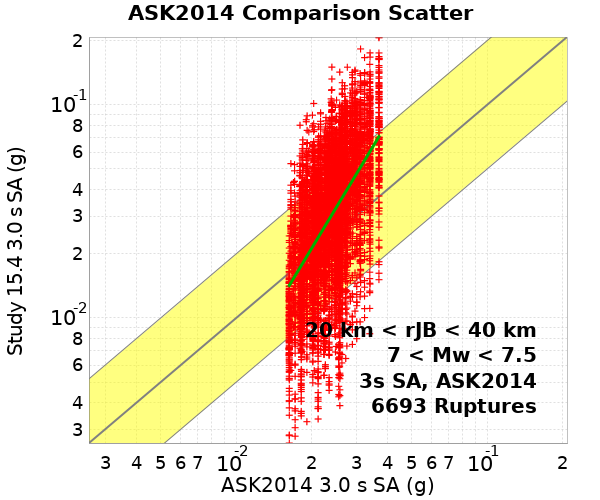 ASK2014 Comparison Scatter
2
10-1
8
6
4
3
2
10-2
8
6
4
3
Study 15.4 3.0 s SA (g)
20 km < rJB < 40 km
7 < Mw < 7.5
3s SA, ASK2014
6693 Ruptures
3 4 5 6 7 10-2 2 3 4 5 6 7 10-1 2
ASK2014 3.0 s SA (g)